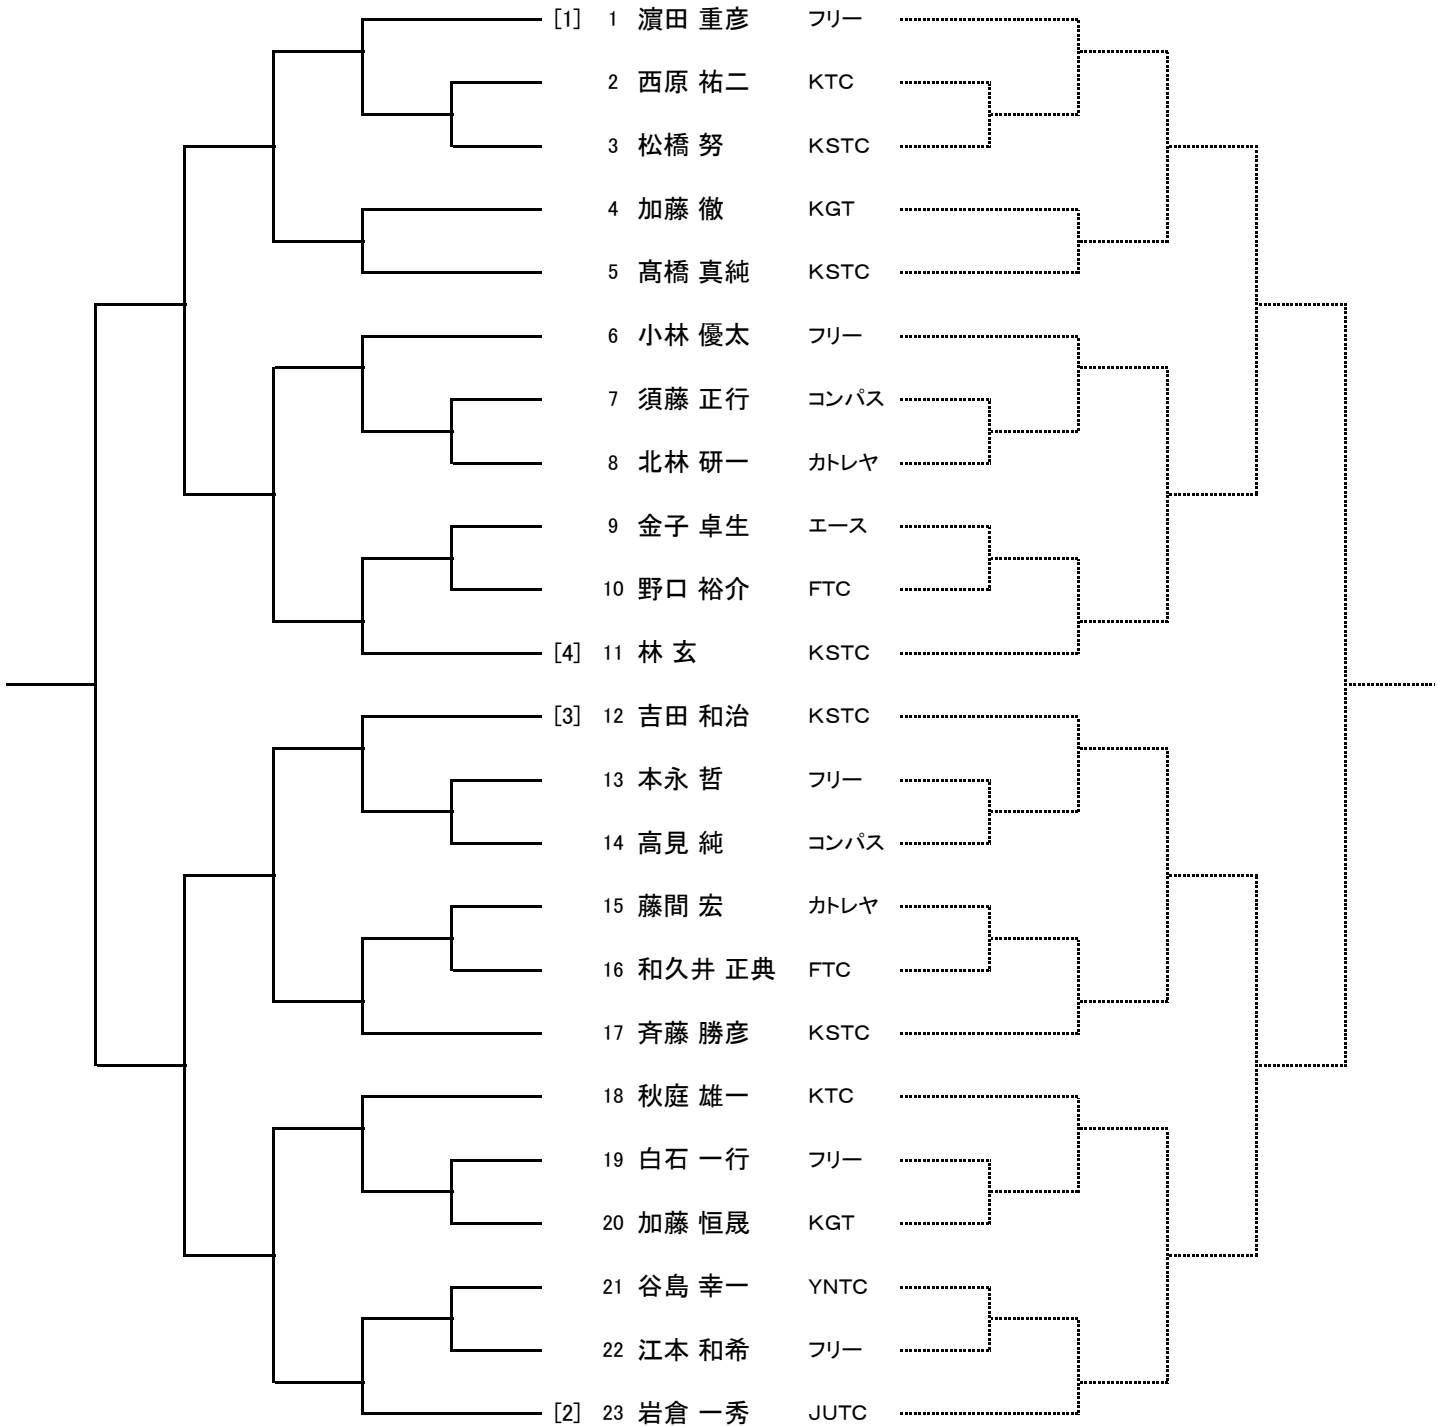 [1] 1 濵田 重彦 フリー
2 西原 祐二 KTC
3 松橋 努 KSTC
4 加藤 徹 KGT
5 髙橋 真純 KSTC
6 小林 優太 フリー
7 須藤 正行 コンパス
8 北林 研一 カトレヤ
9 金子 卓生 エース
10 野口 裕介 FTC
[4] 11 林 玄 KSTC
[3] 12 吉田 和治 KSTC
13 本永 哲 フリー
14 高見 純 コンパス
15 藤間 宏 カトレヤ
16 和久井 正典 FTC
17 斉藤 勝彦 KSTC
18 秋庭 雄一 KTC
19 白石 一行 フリー
20 加藤 恒晟 KGT
21 谷島 幸一 YNTC
22 江本 和希 フリー
[2] 23 岩倉 一秀 JUTC